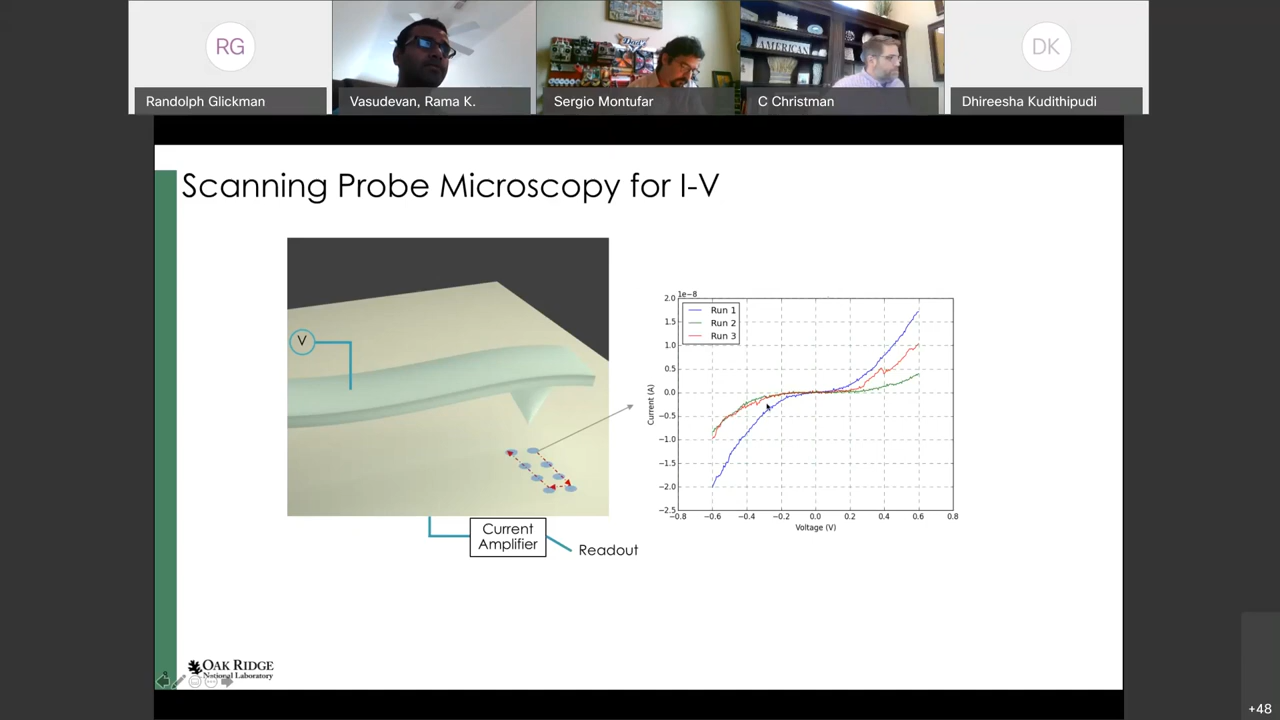 RG
DK
AMERICAN
Randolph Glickman
Vasudevan, Rama K.
Sergio Montufar
C Christman
Dhireesha Kudithipudi
Scanning Probe Microscopy for I-V
V
Current
Amplifier
Readout
1e−8
2.0
1.5
1.0
0.5
0.0
−0.5
−1.0
−1.5
−2.0
−2.5
Current (A)
Run 1
Run 2
Run 3
−0.8 −0.6 −0.4 −0.2 0.0 0.2 0.4 0.6 0.8
Voltage (V)
OAK RIDGE
National Laboratory
+48